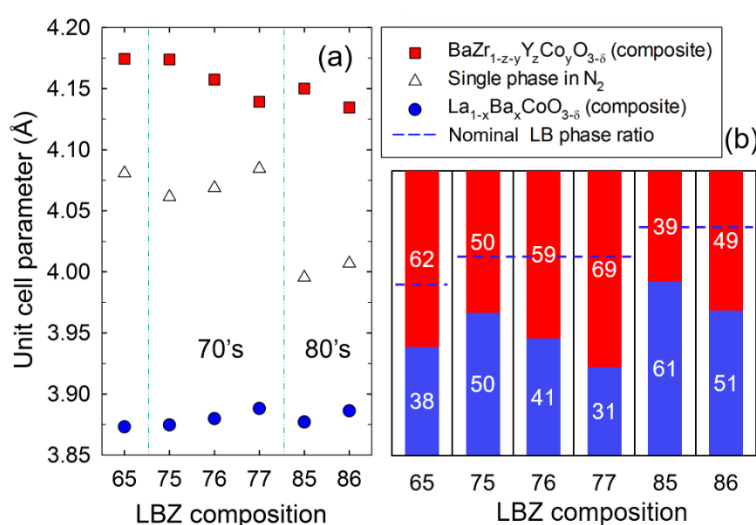 (a)
4.20
4.15
4.10
4.05
4.00
3.95
3.90
3.85
Unit cell parameter (Å)
70's
80's
65 75 76 77 85 86
LBZ composition
BaZr1-z-yYzCoyO3-δ (composite)
Single phase in N2
La1-xBaxCoO3-δ (composite)
Nominal LB phase ratio
(b)
62 50 59 69 39 49
38 50 41 31 61 51
65 75 76 77 85 86
LBZ composition